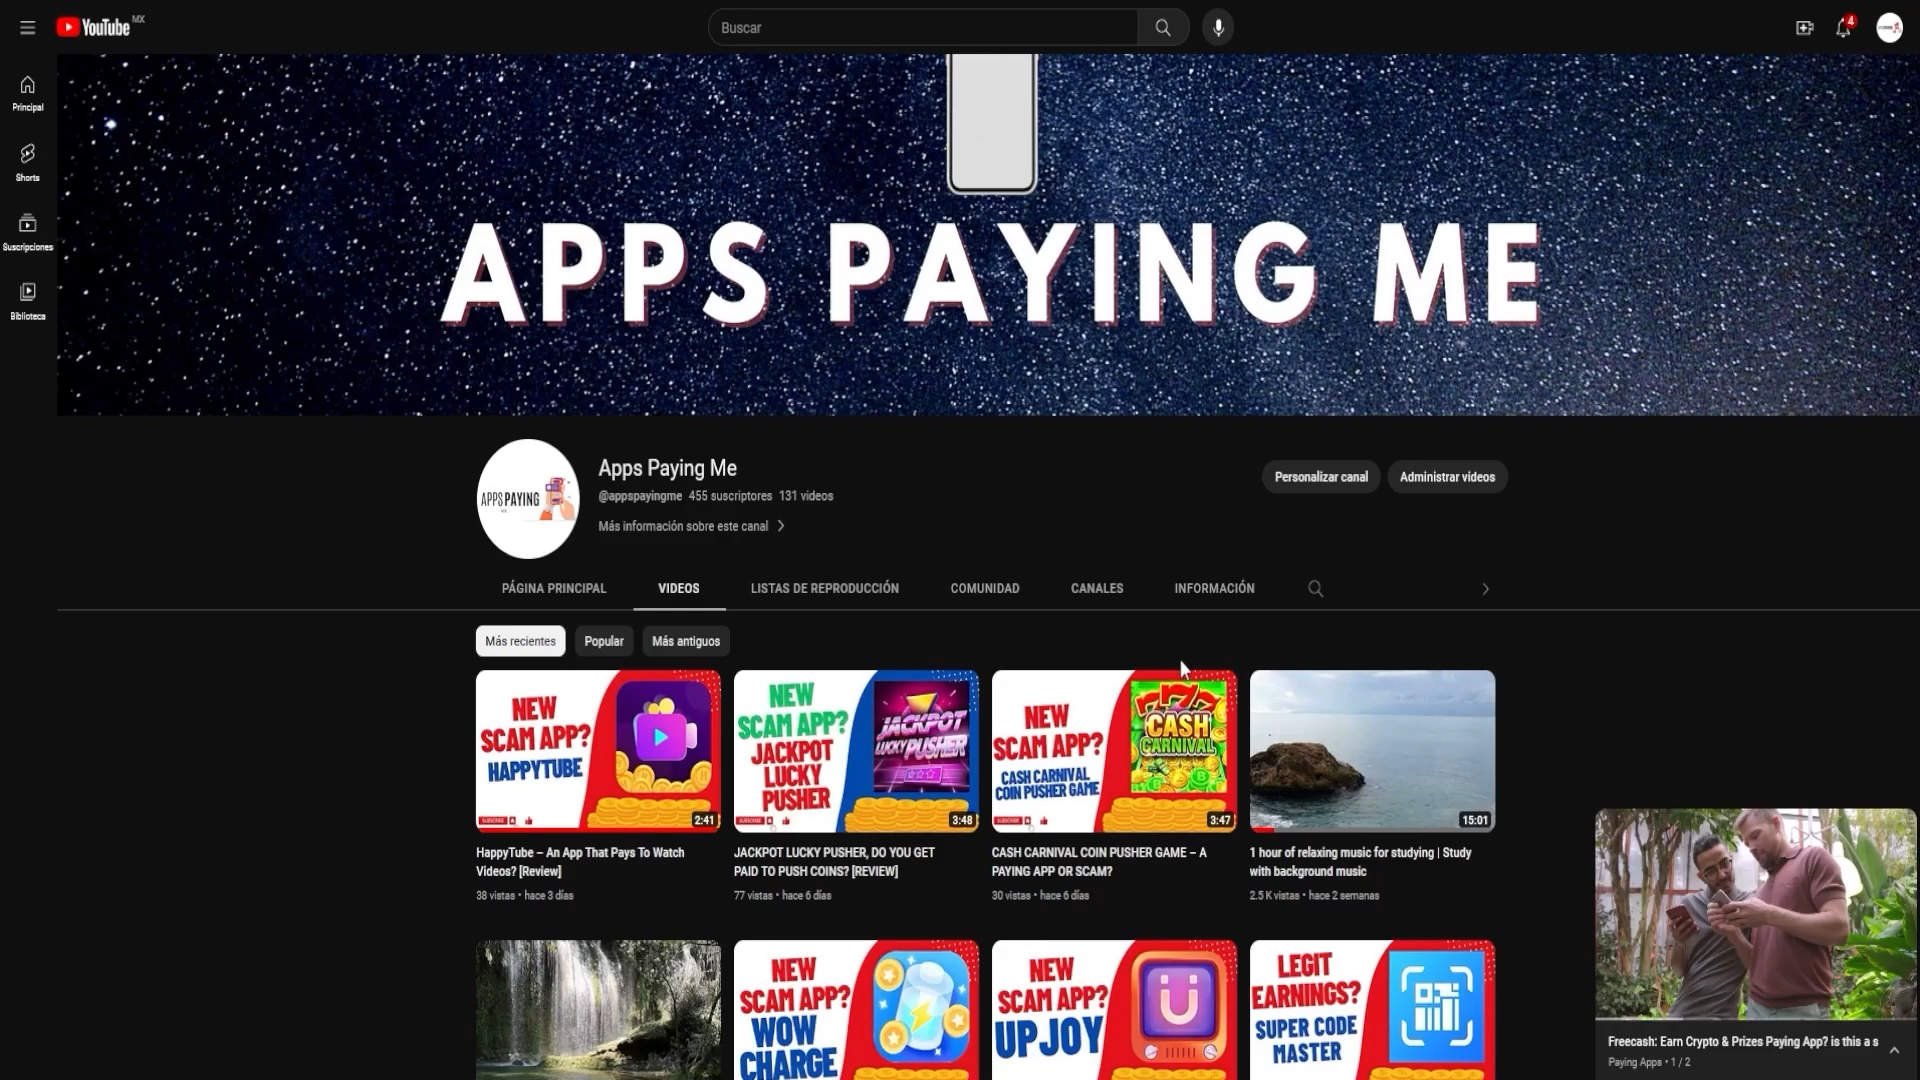 YouTube MX
Buscar
4
Principal
Shorts
Suscripciones
Biblioteca
APPS PAYING ME
APPS PAYING
Apps Paying Me
@appspayingme 455 suscriptores 131 videos
Más información sobre este canal
Personalizar canal
Administrar videos
PÁGINA PRINCIPAL
VIDEOS
LISTAS DE REPRODUCCIÓN
COMUNIDAD
CANALES
INFORMACIÓN
Más recientes
Popular
Más antiguos
NEW
SCAM APP?
HAPPYTUBE
SUBSCRIBE
2:41
HappyTube – An App That Pays To Watch
Videos? [Review]
38 vistas • hace 3 días
NEW
SCAM APP?
JACKPOT
LUCKY
PUSHER
JACKPOT
LUCKY PUSHER
SUBSCRIBE
3:48
JACKPOT LUCKY PUSHER, DO YOU GET
PAID TO PUSH COINS? [REVIEW]
77 vistas • hace 6 días
NEW
SCAM APP?
CASH CARNIVAL
COIN PUSHER GAME
777
CASH
CARNIVAL
SUBSCRIBE
3:47
CASH CARNIVAL COIN PUSHER GAME – A
PAYING APP OR SCAM?
30 vistas • hace 6 días
15:01
1 hour of relaxing music for studying | Study
with background music
2.5 K vistas • hace 2 semanas
NEW
SCAM APP?
WOW
CHARGE
NEW
SCAM APP?
UPJOY
LEGIT
EARNINGS?
SUPER CODE
MASTER
Freecash: Earn Crypto & Prizes Paying App? is this a s
Paying Apps • 1 / 2